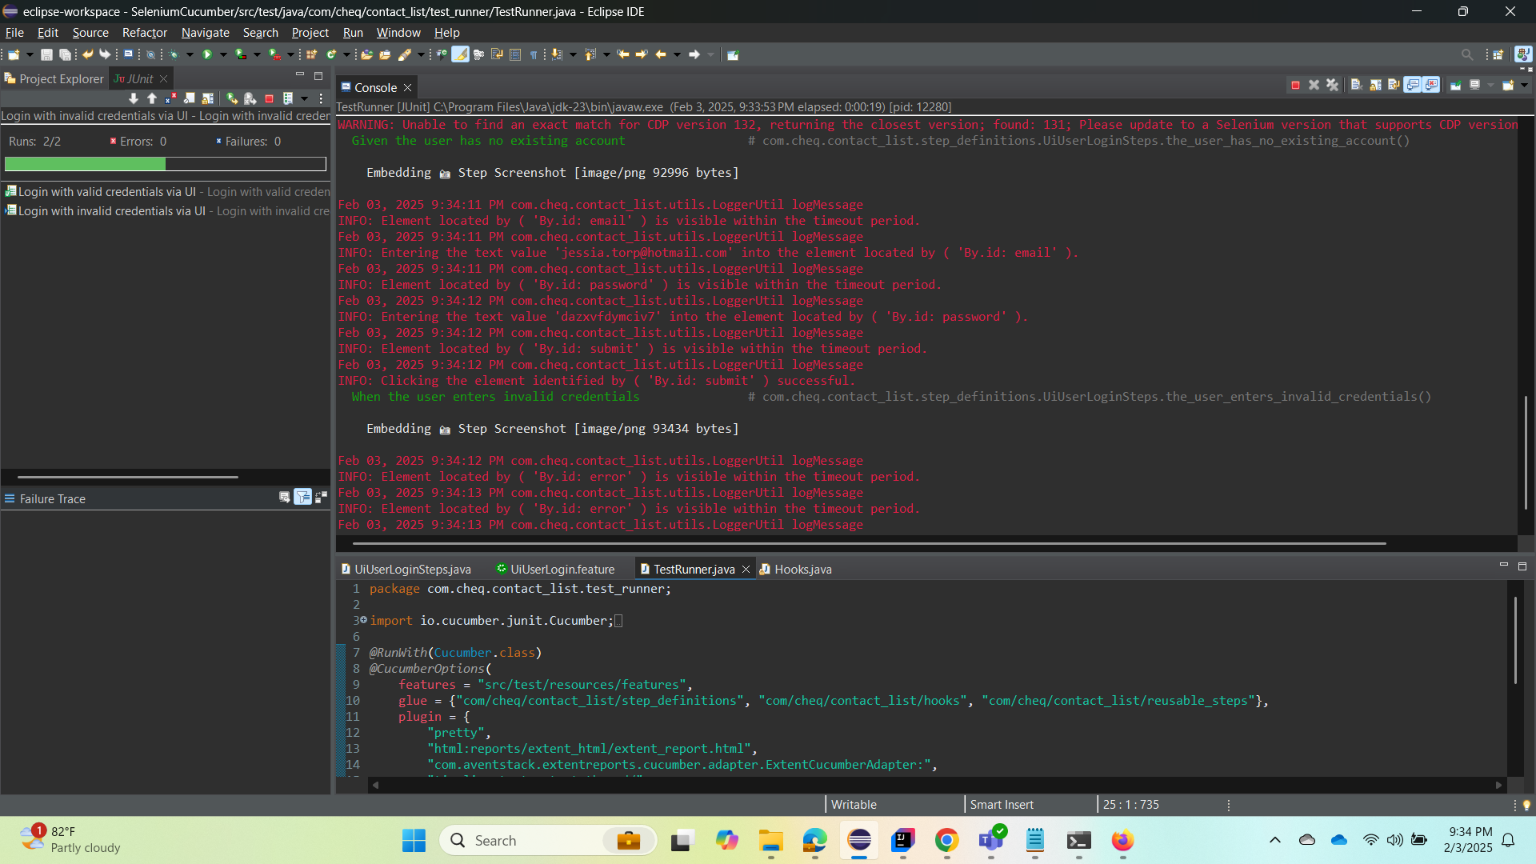 eclipse-workspace - SeleniumCucumber/src/test/java/com/cheq/contact_list/test_runner/TestRunner.java - Eclipse IDE
File Edit Source Refactor Navigate Search Project Run Window Help
Project Explorer JUnit
Login with invalid credentials via UI - Login with invalid creder
Runs: 2/2 Errors: 0 Failures: 0
Login with valid credentials via UI - Login with valid creden
Login with invalid credentials via UI - Login with invalid cre
Failure Trace
Console
TestRunner [JUnit] C:\Program Files\Java\jdk-23\bin\javaw.exe (Feb 3, 2025, 9:33:53 PM elapsed: 0:00:19) [pid: 12280]
WARNING: Unable to find an exact match for CDP version 132, returning the closest version; found: 131; Please update to a Selenium version that supports CDP version
Given the user has no existing account # com.cheq.contact_list.step_definitions.UiUserLoginSteps.the_user_has_no_existing_account()
Embedding Step Screenshot [image/png 92996 bytes]
Feb 03, 2025 9:34:11 PM com.cheq.contact_list.utils.LoggerUtil logMessage
INFO: Element located by ( 'By.id: email' ) is visible within the timeout period.
Feb 03, 2025 9:34:11 PM com.cheq.contact_list.utils.LoggerUtil logMessage
INFO: Entering the text value 'jessia.torp@hotmail.com' into the element located by ( 'By.id: email' ).
Feb 03, 2025 9:34:11 PM com.cheq.contact_list.utils.LoggerUtil logMessage
INFO: Element located by ( 'By.id: password' ) is visible within the timeout period.
Feb 03, 2025 9:34:12 PM com.cheq.contact_list.utils.LoggerUtil logMessage
INFO: Entering the text value 'dazxvfdymciv7' into the element located by ( 'By.id: password' ).
Feb 03, 2025 9:34:12 PM com.cheq.contact_list.utils.LoggerUtil logMessage
INFO: Element located by ( 'By.id: submit' ) is visible within the timeout period.
Feb 03, 2025 9:34:12 PM com.cheq.contact_list.utils.LoggerUtil logMessage
INFO: Clicking the element identified by ( 'By.id: submit' ) successful.
When the user enters invalid credentials # com.cheq.contact_list.step_definitions.UiUserLoginSteps.the_user_enters_invalid_credentials()
Embedding Step Screenshot [image/png 93434 bytes]
Feb 03, 2025 9:34:12 PM com.cheq.contact_list.utils.LoggerUtil logMessage
INFO: Element located by ( 'By.id: error' ) is visible within the timeout period.
Feb 03, 2025 9:34:13 PM com.cheq.contact_list.utils.LoggerUtil logMessage
INFO: Element located by ( 'By.id: error' ) is visible within the timeout period.
Feb 03, 2025 9:34:13 PM com.cheq.contact_list.utils.LoggerUtil logMessage
UiUserLoginSteps.java UiUserLogin.feature TestRunner.java Hooks.java
1 package com.cheq.contact_list.test_runner;
2
3 import io.cucumber.junit.Cucumber;
6
7 @RunWith(Cucumber.class)
8 @CucumberOptions(
9 features = "src/test/resources/features",
10 glue = {"com/cheq/contact_list/step_definitions", "com/cheq/contact_list/hooks", "com/cheq/contact_list/reusable_steps"},
11 plugin = {
12 "pretty",
13 "html:reports/extent_html/extent_report.html",
14 "com.aventstack.extentreports.cucumber.adapter.ExtentCucumberAdapter:",
Writable Smart Insert 25 : 1 : 735
1 82°F
Partly cloudy
Search
9:34 PM
2/3/2025